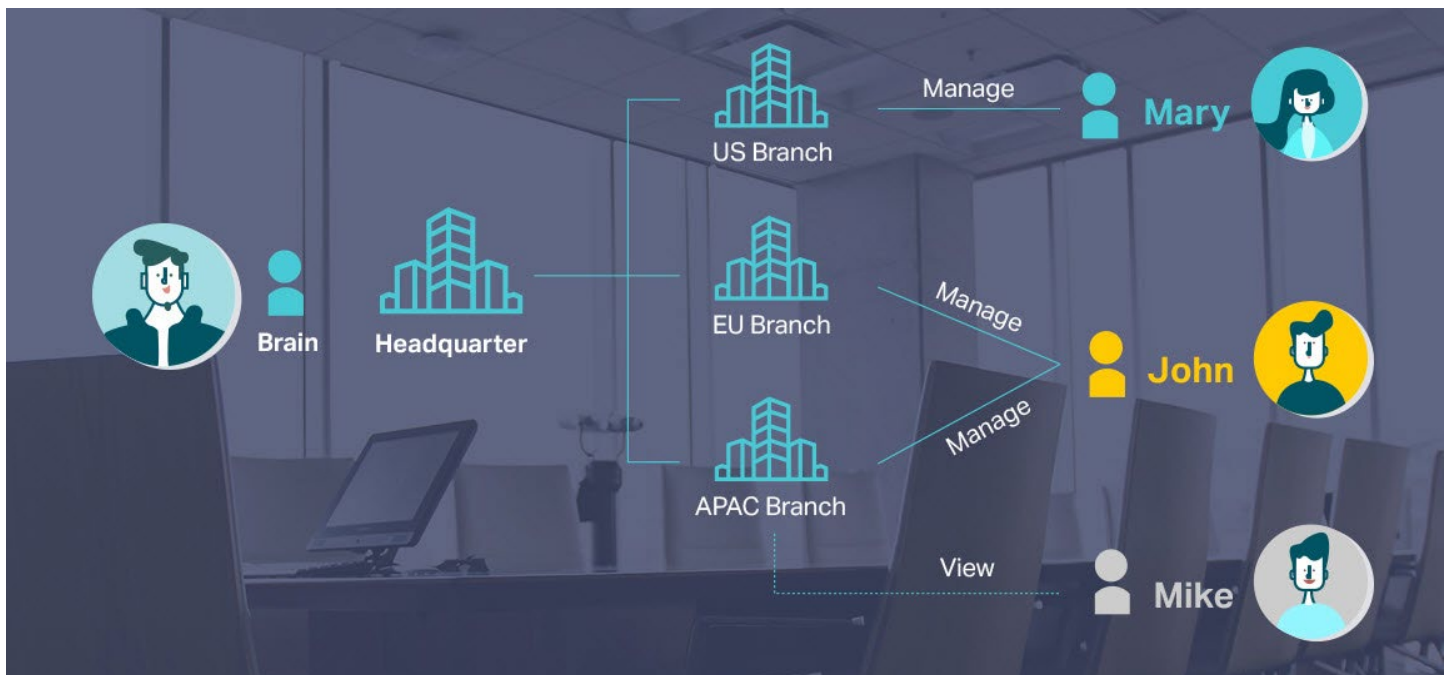 Manage
Mary
US Branch
Manage
EU Branch
Brain
Headquarter
John
Manage
APAC Branch
View
Mike